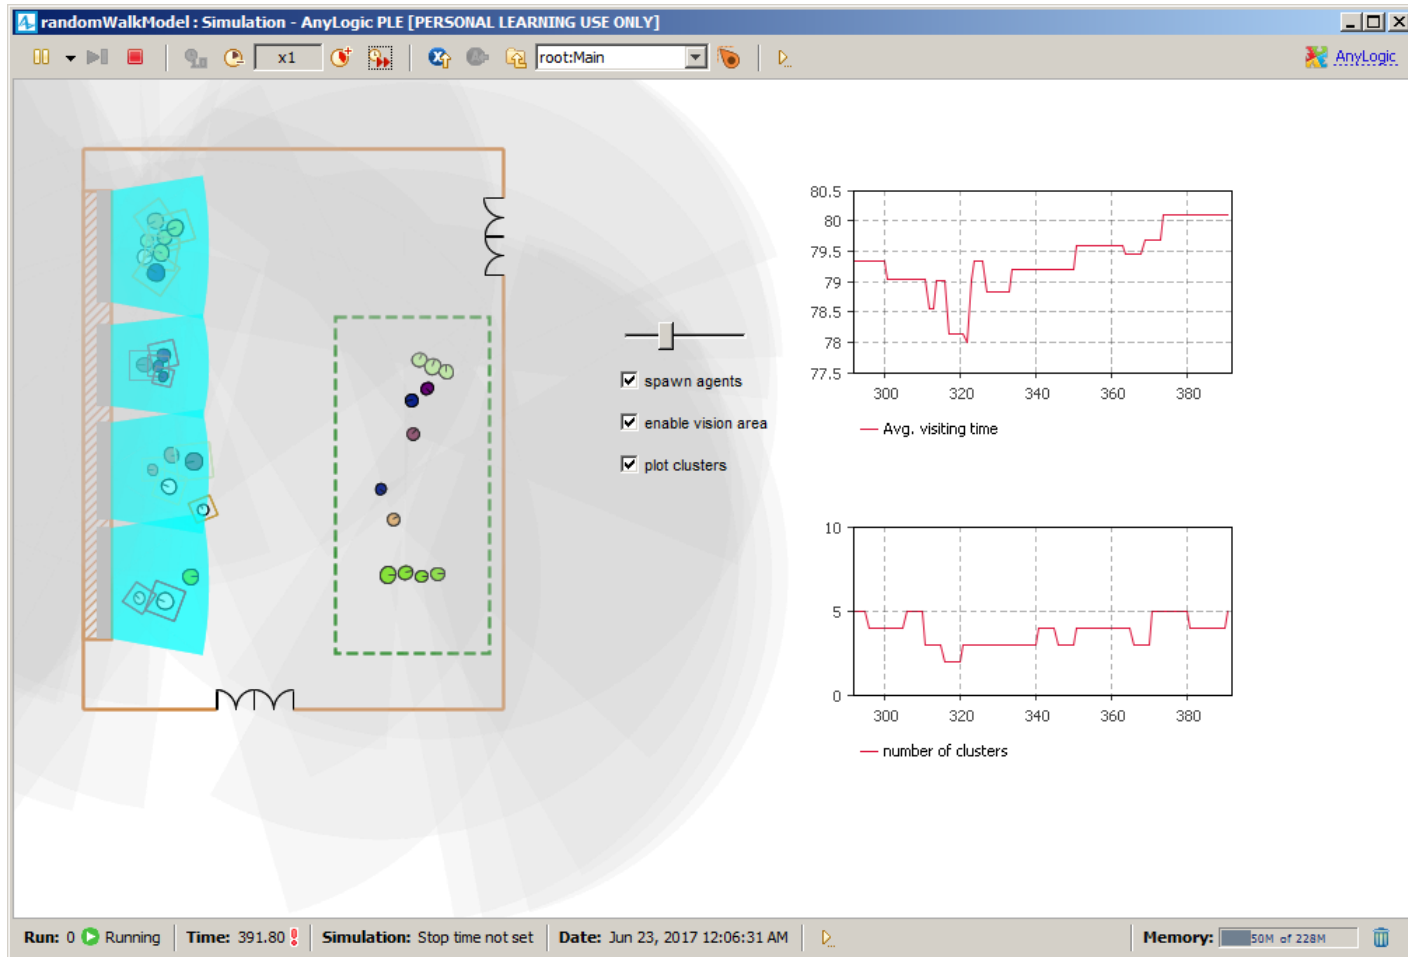 randomWalkModel : Simulation - AnyLogic PLE [PERSONAL LEARNING USE ONLY]
x1
root:Main
AnyLogic
80.5
80
79.5
79
78.5
78
77.5
300 320 340 360 380
Avg. visiting time
spawn agents
enable vision area
plot clusters
10
5
0
300 320 340 360 380
number of clusters
Run: 0 Running Time: 391.80 Simulation: Stop time not set Date: Jun 23, 2017 12:06:31 AM Memory: 50M of 228M